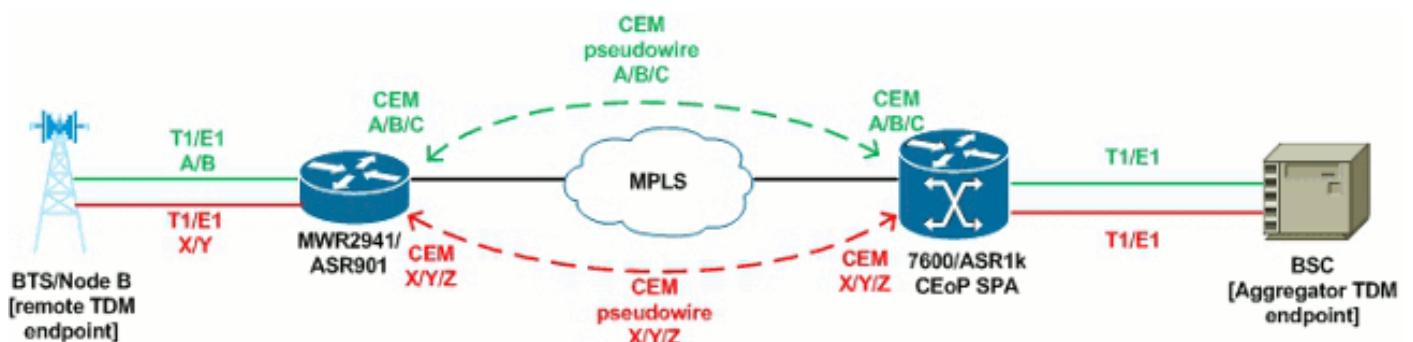 CEM
pseudowire
A/B/C
CEM
A/B/C
CEM
A/B/C
T1/E1
A/B
T1/E1
MPLS
T1/E1
X/Y
T1/E1
MWR2941/
ASR901
CEM
X/Y/Z
CEM
X/Y/Z
7600/ASR1k
CEoP SPA
BTS/Node B
[remote TDM
endpoint]
CEM
pseudowire
X/Y/Z
BSC
[Aggregator TDM
endpoint]